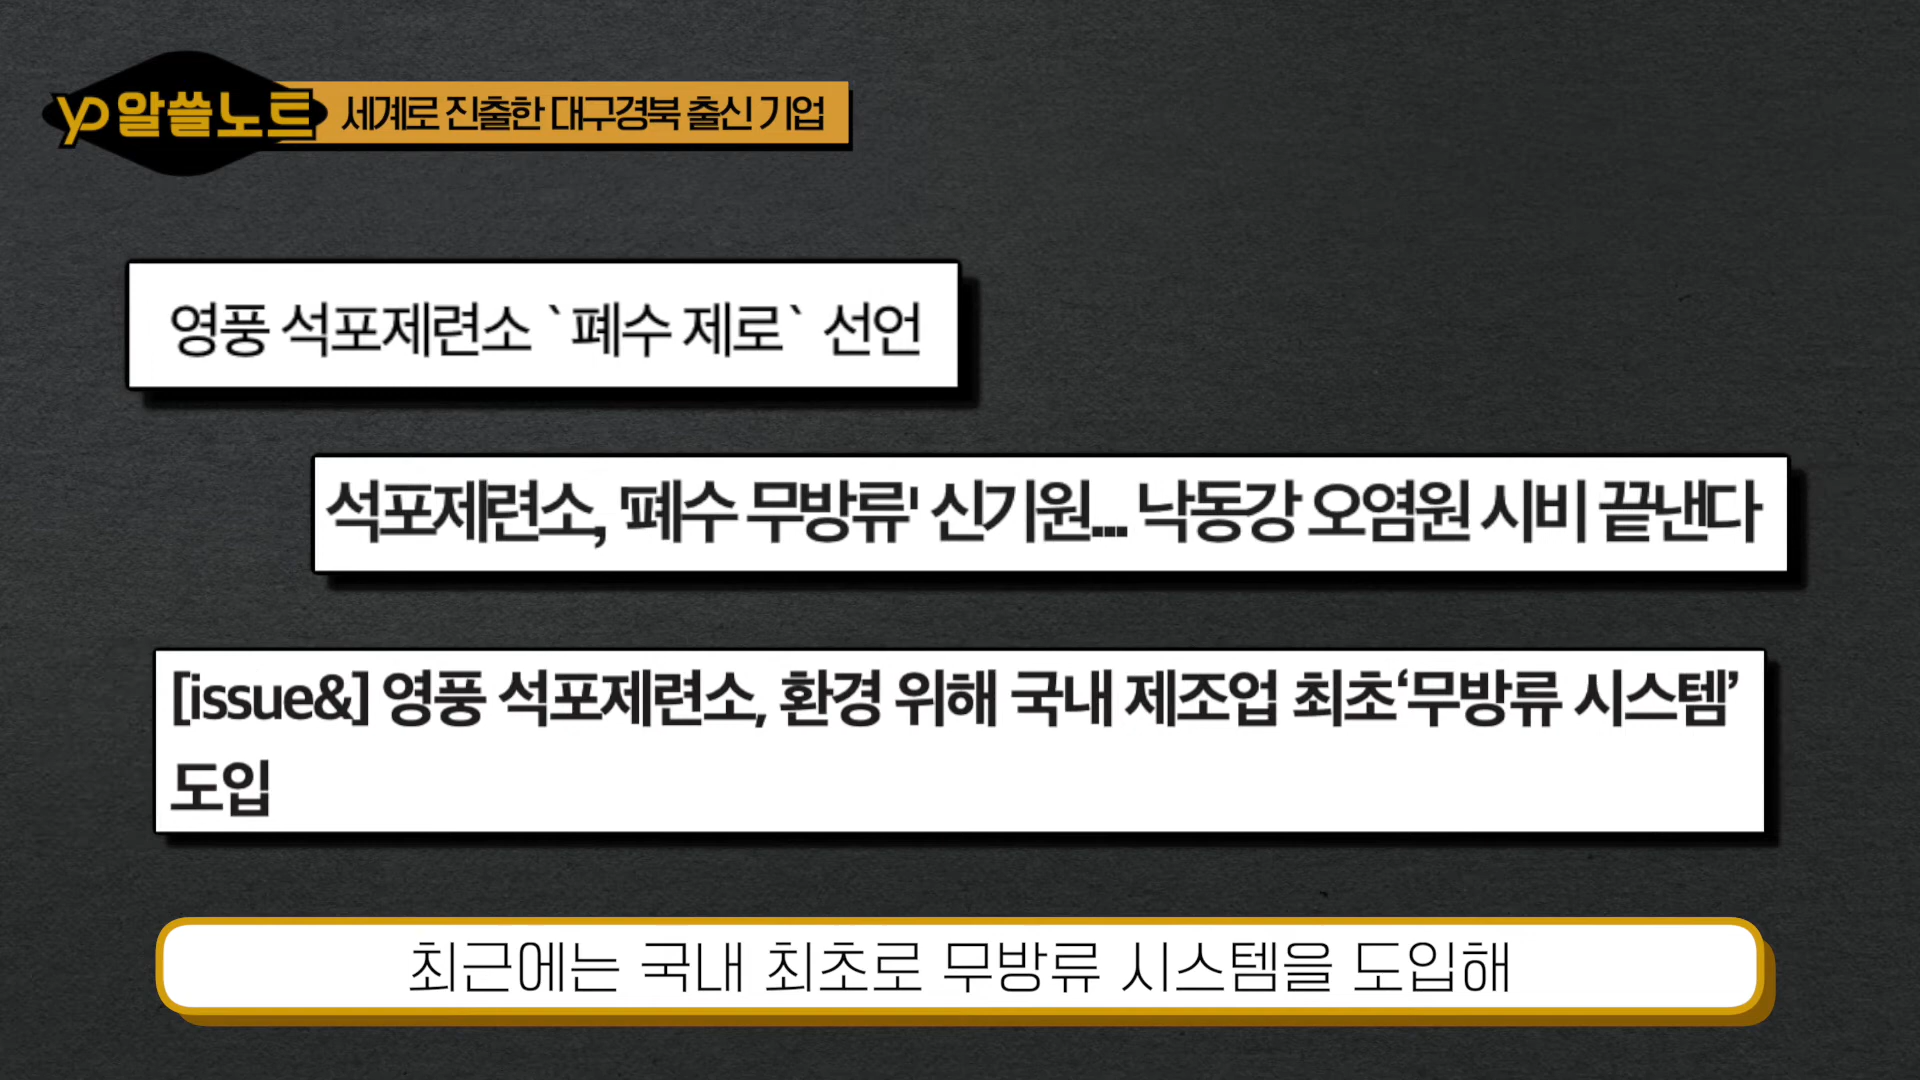 yp 알쓸노트 세계로 진출한 대구경북 출신 기업
영풍 석포제련소 `폐수 제로` 선언
석포제련소, '폐수 무방류' 신기원... 낙동강 오염원 시비 끝낸다
[issue&] 영풍 석포제련소, 환경 위해 국내 제조업 최초‘무방류 시스템’
도입
최근에는 국내 최초로 무방류 시스템을 도입해